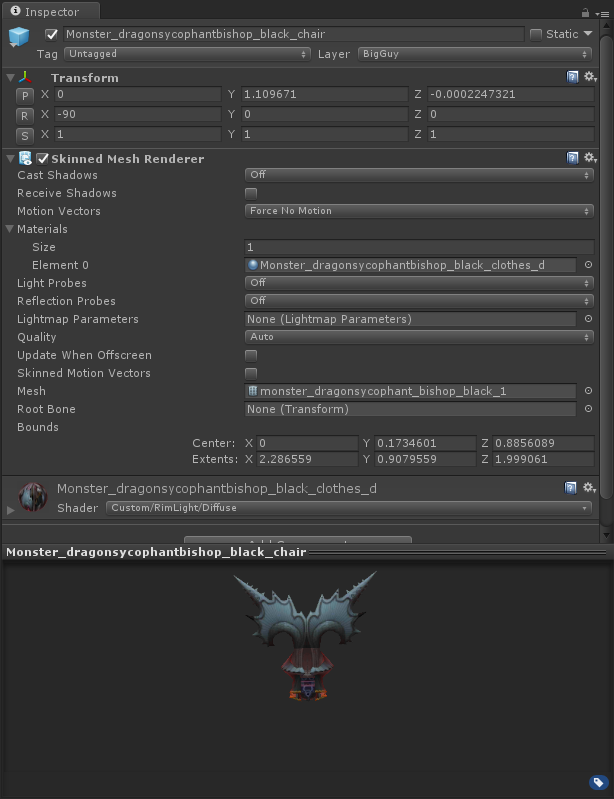 Inspector
Monster_dragonsycophantbishop_black_chair Static
Tag Untagged Layer BigGuy
Transform
P X 0 Y 1.109671 Z -0.0002247321
R X -90 Y 0 Z 0
S X 1 Y 1 Z 1
Skinned Mesh Renderer
Cast Shadows Off
Receive Shadows
Motion Vectors Force No Motion
Materials
Size 1
Element 0 Monster_dragonsycophantbishop_black_clothes_d
Light Probes Off
Reflection Probes Off
Lightmap Parameters None (Lightmap Parameters)
Quality Auto
Update When Offscreen
Skinned Motion Vectors
Mesh monster_dragonsycophant_bishop_black_1
Root Bone None (Transform)
Bounds
Center: X 0 Y 0.1734601 Z 0.8856089
Extents: X 2.286559 Y 0.9079559 Z 1.999061
Monster_dragonsycophantbishop_black_clothes_d
Shader Custom/RimLight/Diffuse
Monster_dragonsycophantbishop_black_chair